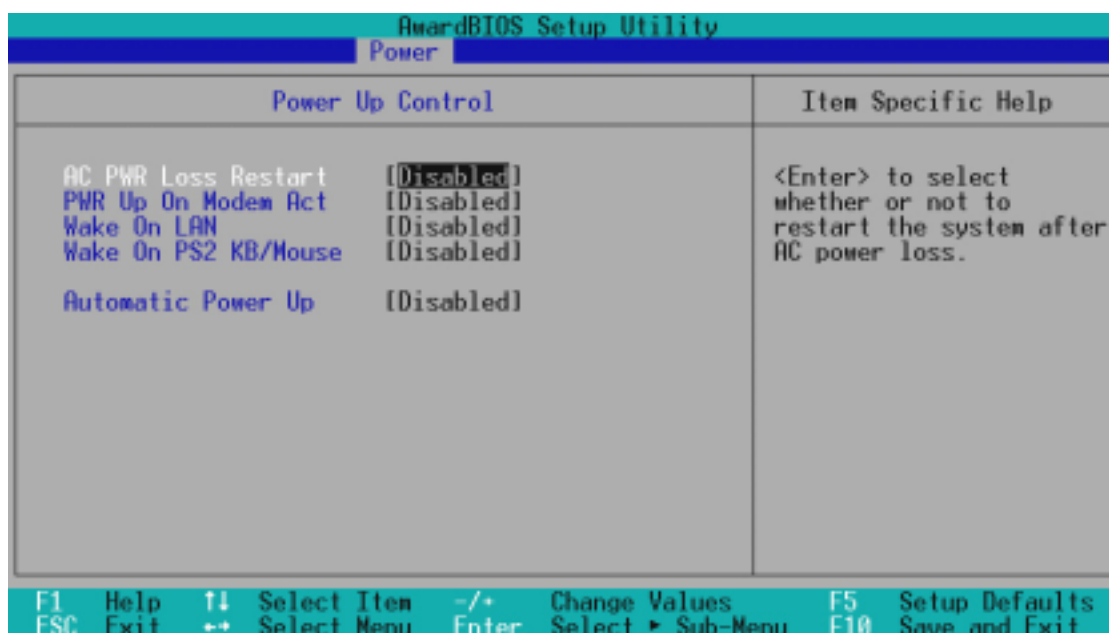 AwardBIOS Setup Utility
Power
Power Up Control
Item Specific Help
AC PWR Loss Restart [Disabled]
PWR Up On Modem Act [Disabled]
Wake On LAN [Disabled]
Wake On PS2 KB/Mouse [Disabled]
Automatic Power Up [Disabled]
<Enter> to select
whether or not to
restart the system after
AC power loss.
F1 Help ↑↓ Select Item -/+ Change Values F5 Setup Defaults
ESC Exit ←→ Select Menu Enter Select ► Sub-Menu F10 Save and Exit